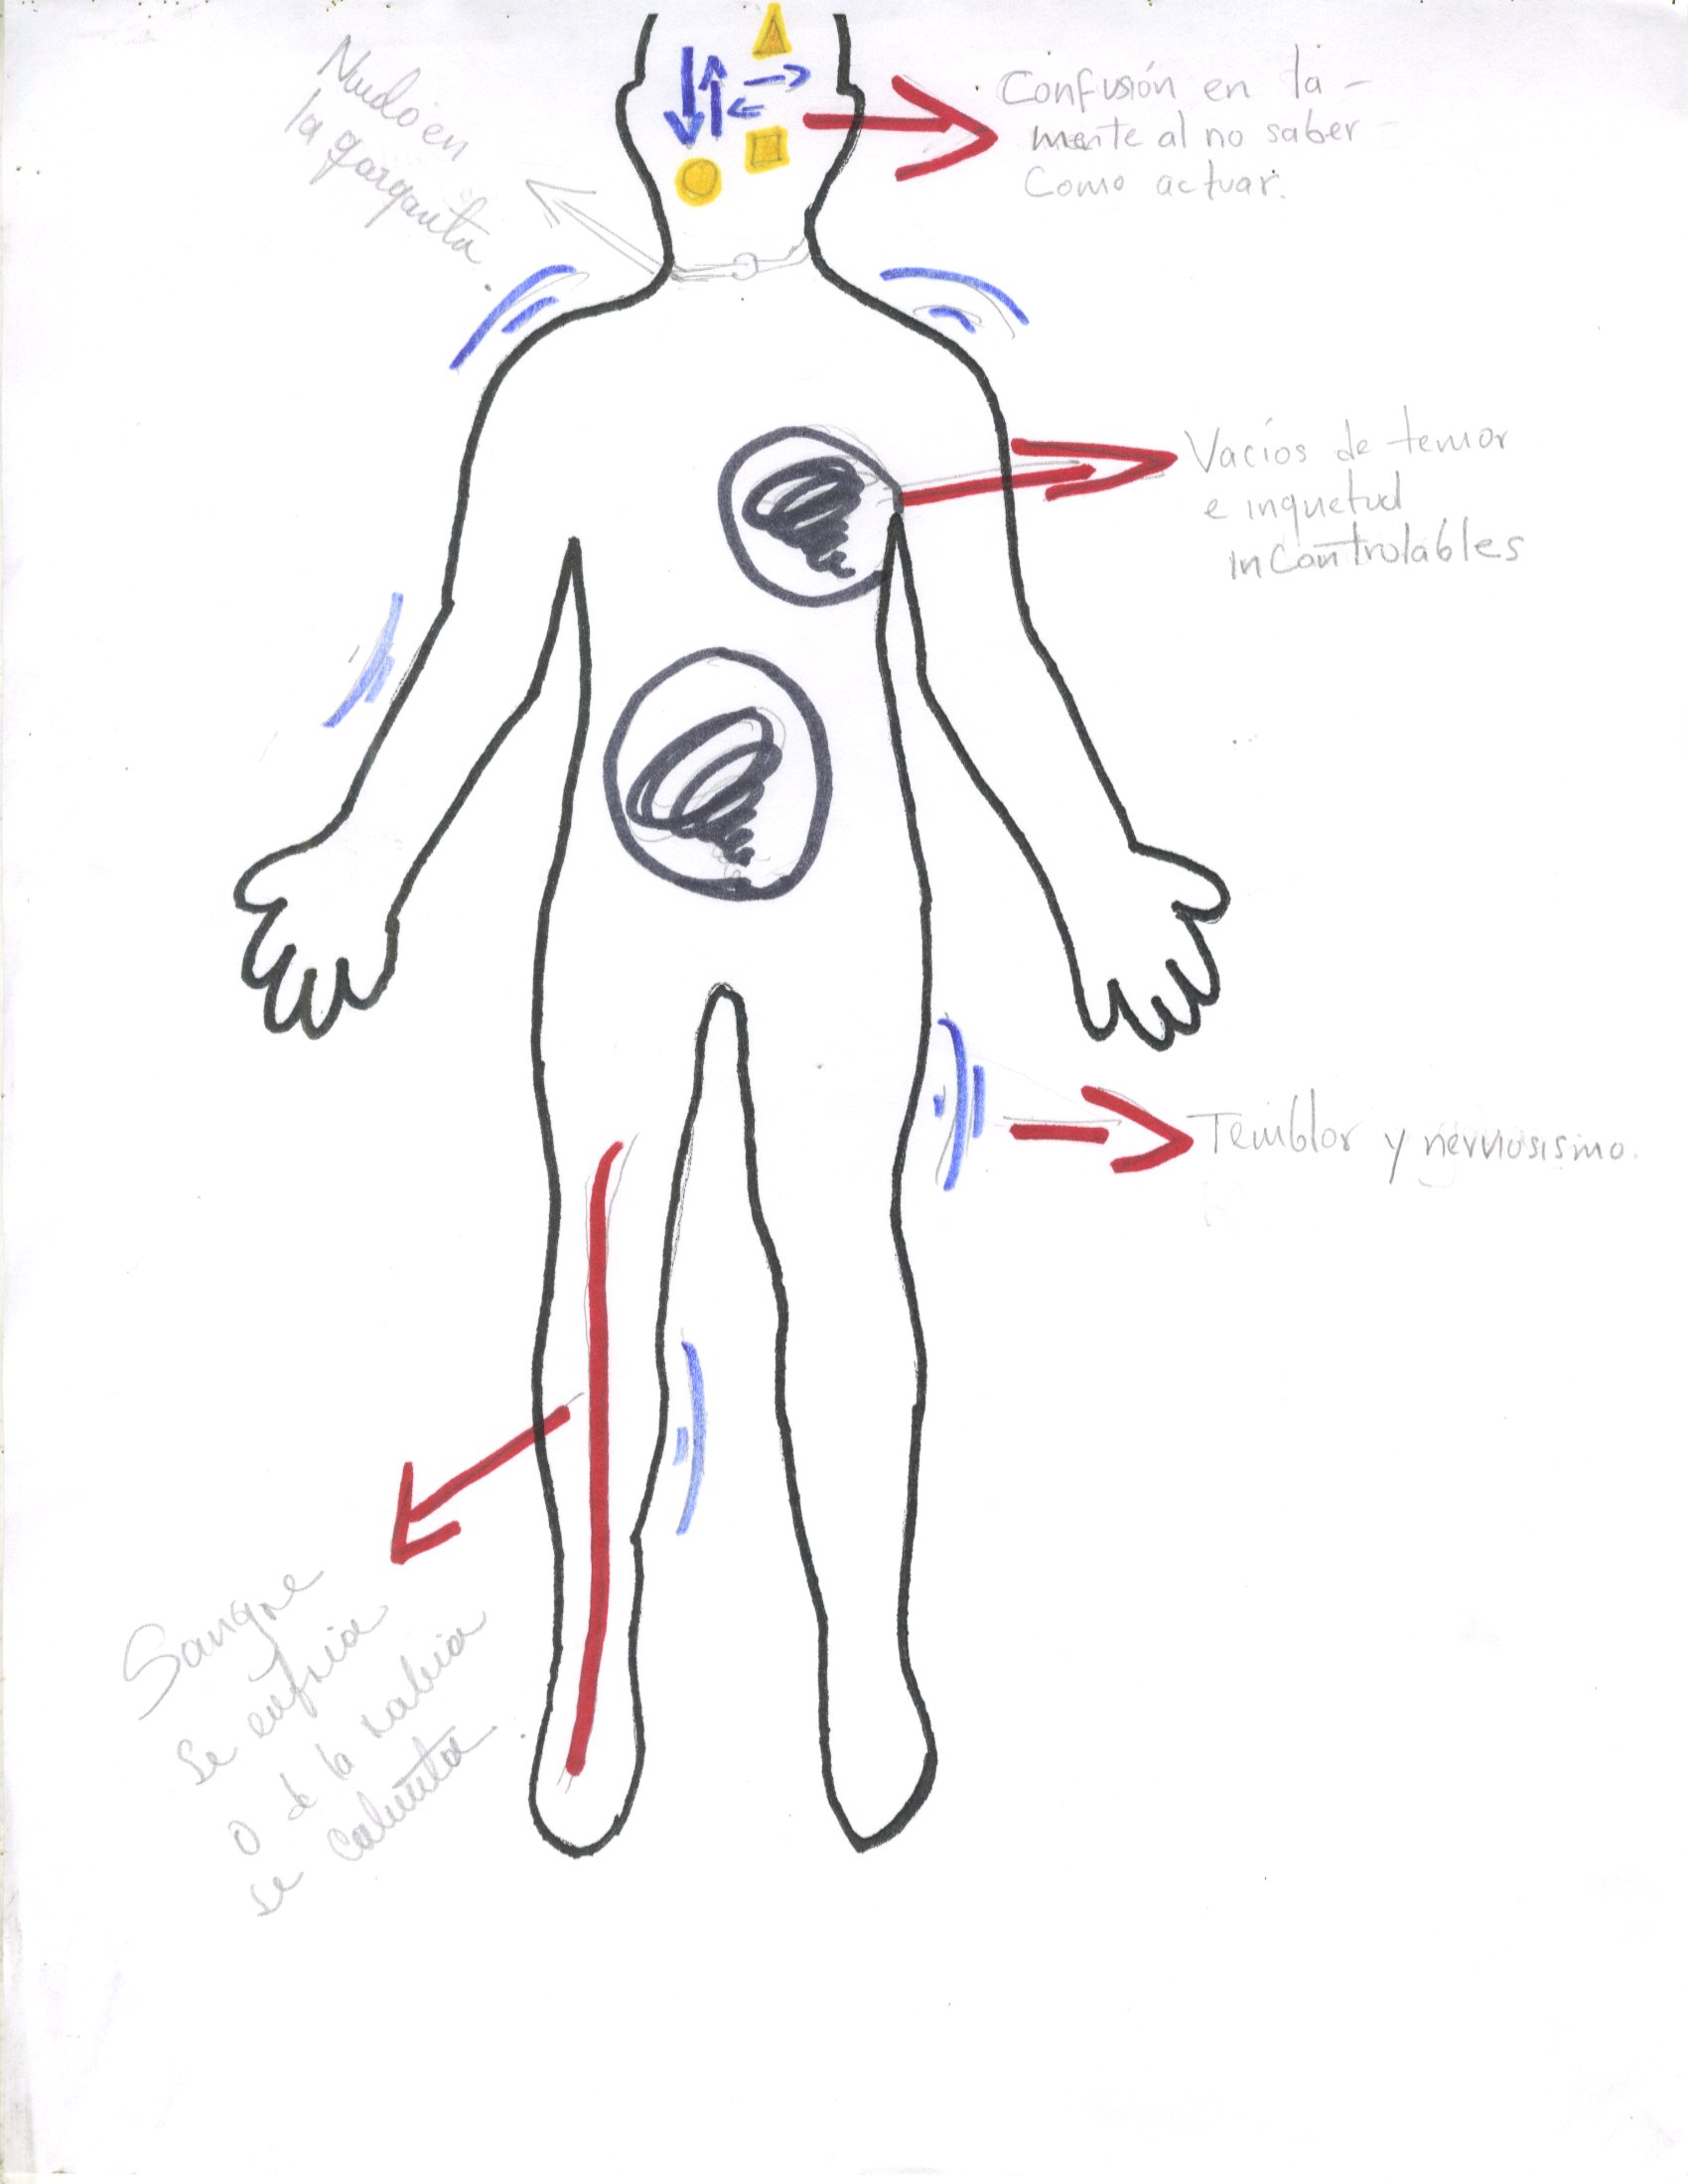 Nudo en
la garganta.
Confusión en la -
mente al no saber -
Como actuar.
Vacíos de temor
e inquetud
incontrolables
Temblor y nerviosismo.
Sangre
se enfria
o de la rabia
se calienta.